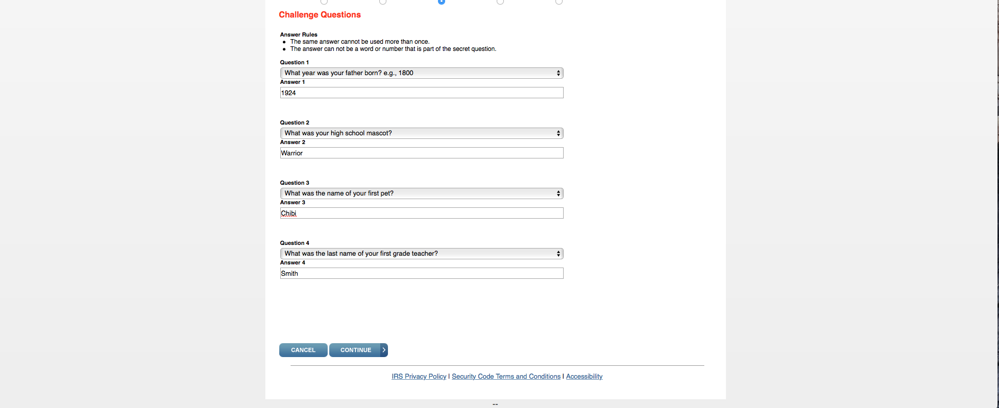 Challenge Questions
Answer Rules
• The same answer cannot be used more than once.
• The answer can not be a word or number that is part of the secret question.
Question 1
What year was your father born? e.g., 1800
Answer 1
1924
Question 2
What was your high school mascot?
Answer 2
Warrior
Question 3
What was the name of your first pet?
Answer 3
Chibi
Question 4
What was the last name of your first grade teacher?
Answer 4
Smith
CANCEL CONTINUE >
IRS Privacy Policy | Security Code Terms and Conditions | Accessibility
--